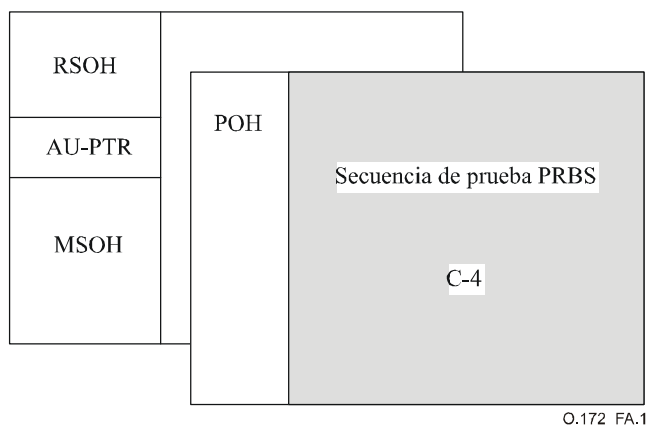 RSOH
AU-PTR
MSOH
POH
Secuencia de prueba PRBS
C-4
O.172 FA.1